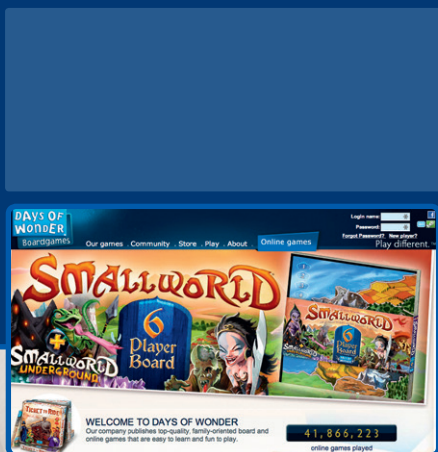 DAYS OF
WONDER
Boardgames
Login name:
Password:
Forgot Password? New player?
Our games . Community . Store . Play . About . Online games
Play different.
SMALLWORLD
6
Player
Board
+
SMALLWORLD
UNDERGROUND
SMALLWORLD
6
Player
Board
TICKET TO RIDE
WELCOME TO DAYS OF WONDER
Our company publishes top-quality, family-oriented board and
online games that are easy to learn and fun to play.
41,866,223
online games played